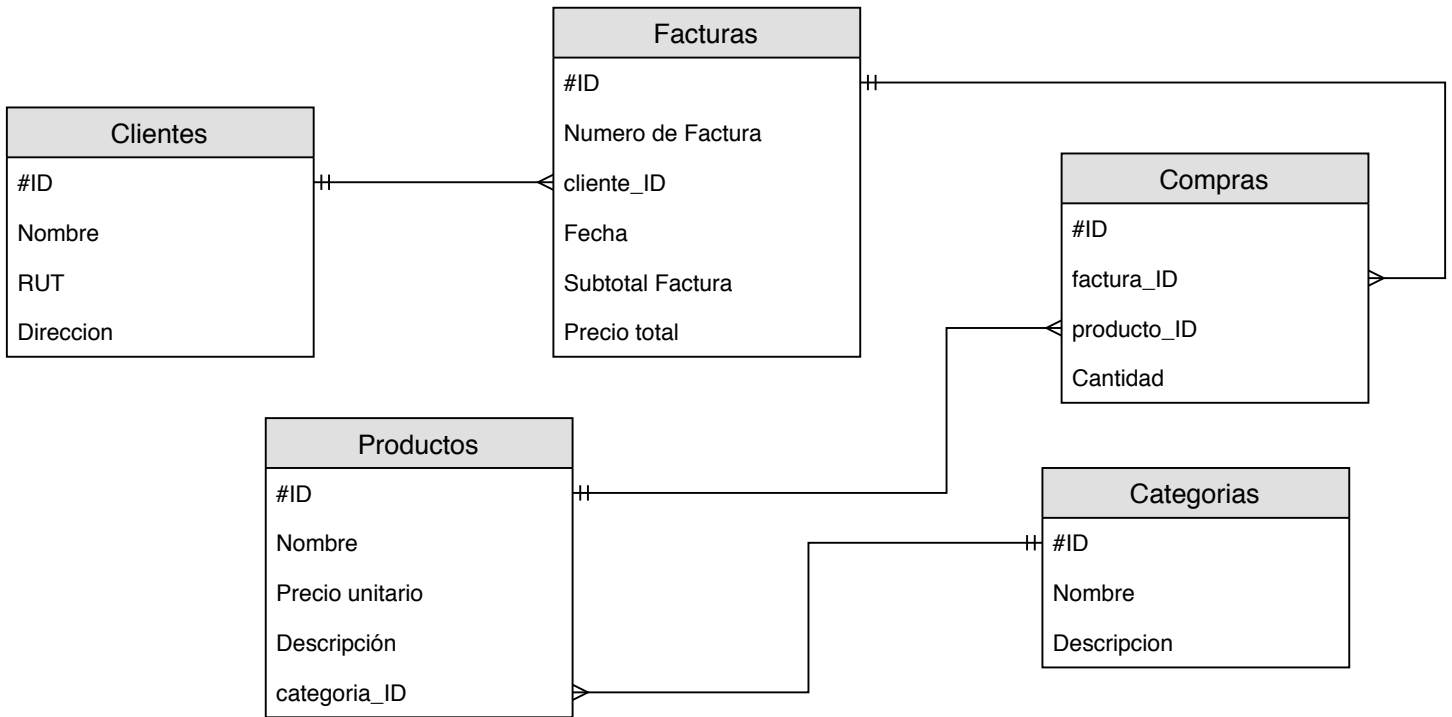 Facturas
#ID
Numero de Factura
cliente_ID
Fecha
Subtotal Factura
Precio total
Clientes
#ID
Nombre
RUT
Direccion
Compras
#ID
factura_ID
producto_ID
Cantidad
Productos
#ID
Nombre
Precio unitario
Descripción
categoria_ID
Categorias
#ID
Nombre
Descripcion